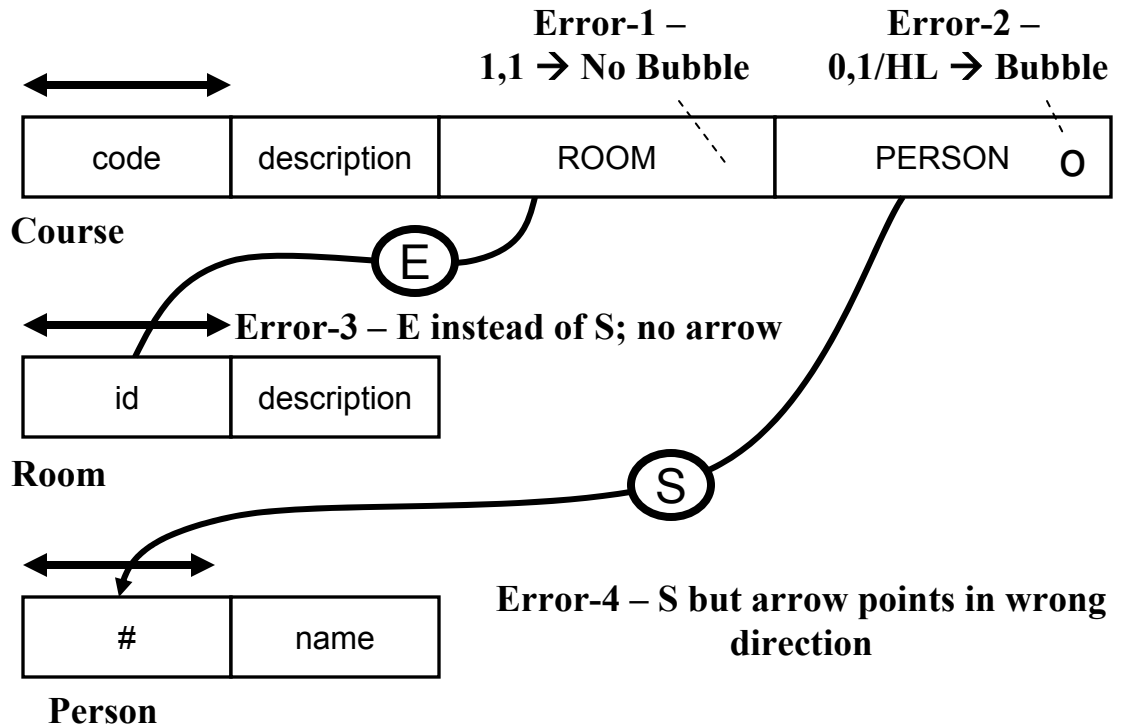 Error-1 –
1,1 → No Bubble
Error-2 –
0,1/HL → Bubble
code
description
ROOM
PERSON
o
Course
E
Error-3 – E instead of S; no arrow
id
description
Room
S
Error-4 – S but arrow points in wrong
direction
#
name
Person